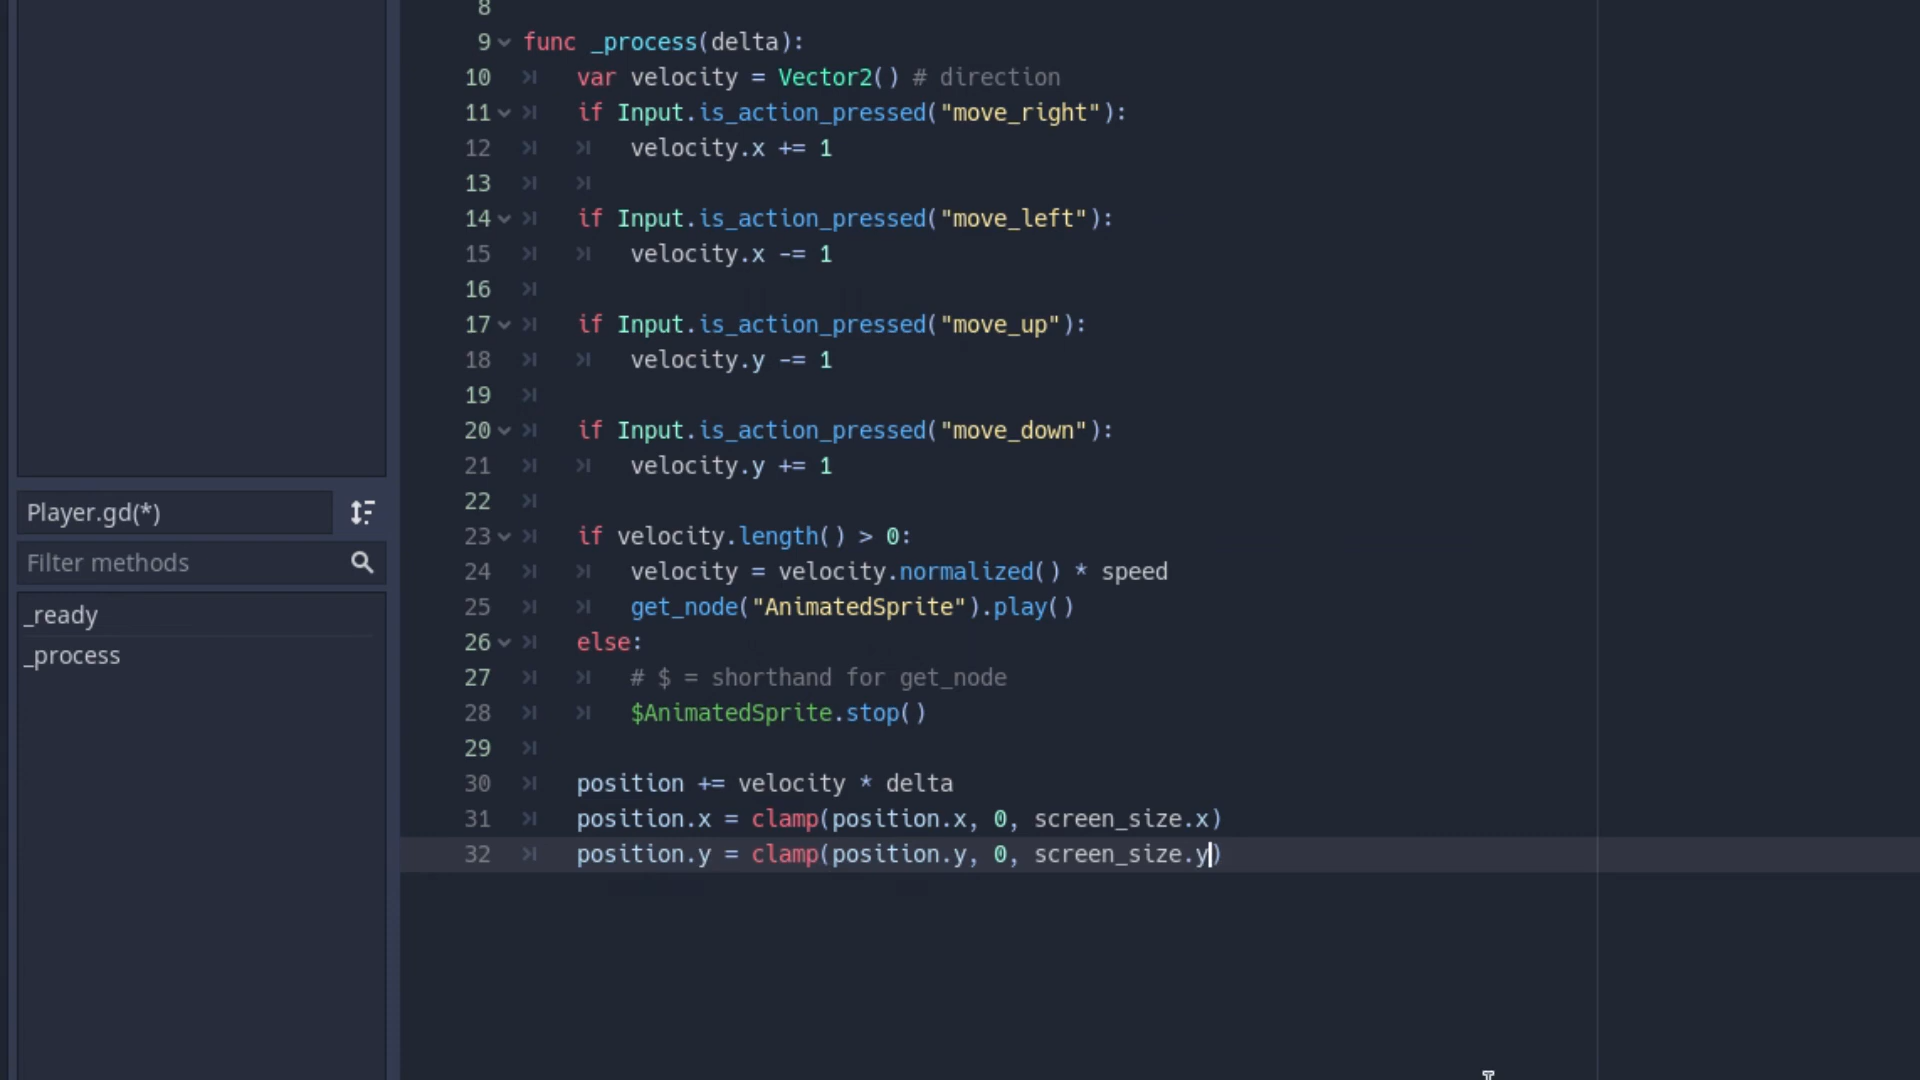 Player.gd(*)
Filter methods
_ready
_process
8
9 func _process(delta):
10 var velocity = Vector2() # direction
11 if Input.is_action_pressed("move_right"):
12 velocity.x += 1
13
14 if Input.is_action_pressed("move_left"):
15 velocity.x -= 1
16
17 if Input.is_action_pressed("move_up"):
18 velocity.y -= 1
19
20 if Input.is_action_pressed("move_down"):
21 velocity.y += 1
22
23 if velocity.length() > 0:
24 velocity = velocity.normalized() * speed
25 get_node("AnimatedSprite").play()
26 else:
27 # $ = shorthand for get_node
28 $AnimatedSprite.stop()
29
30 position += velocity * delta
31 position.x = clamp(position.x, 0, screen_size.x)
32 position.y = clamp(position.y, 0, screen_size.y)